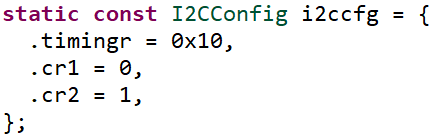 static const I2CConfig i2ccfg = {
  .timingr = 0x10,
  .cr1 = 0,
  .cr2 = 1,
};